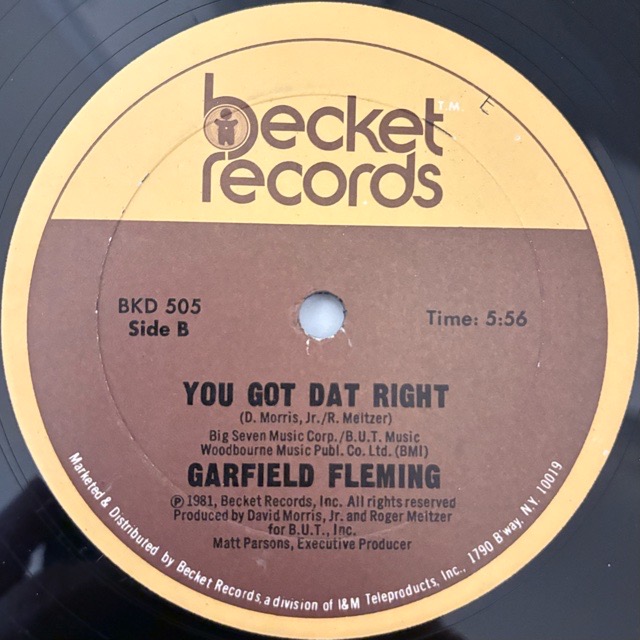 becket T.M.
records
E
BKD 505
Side B
Time: 5:56
YOU GOT DAT RIGHT
(D. Morris, Jr./R. Meltzer)
Big Seven Music Corp./B.U.T. Music
Woodbourne Music Publ. Co. Ltd. (BMI)
GARFIELD FLEMING
℗ 1981, Becket Records, Inc. All rights reserved
Produced by David Morris, Jr. and Roger Meltzer
for B.U.T., Inc.
Matt Parsons, Executive Producer
Marketed & Distributed by Becket Records, a division of I&M Teleproducts, Inc., 1790 B'way, N.Y. 10019